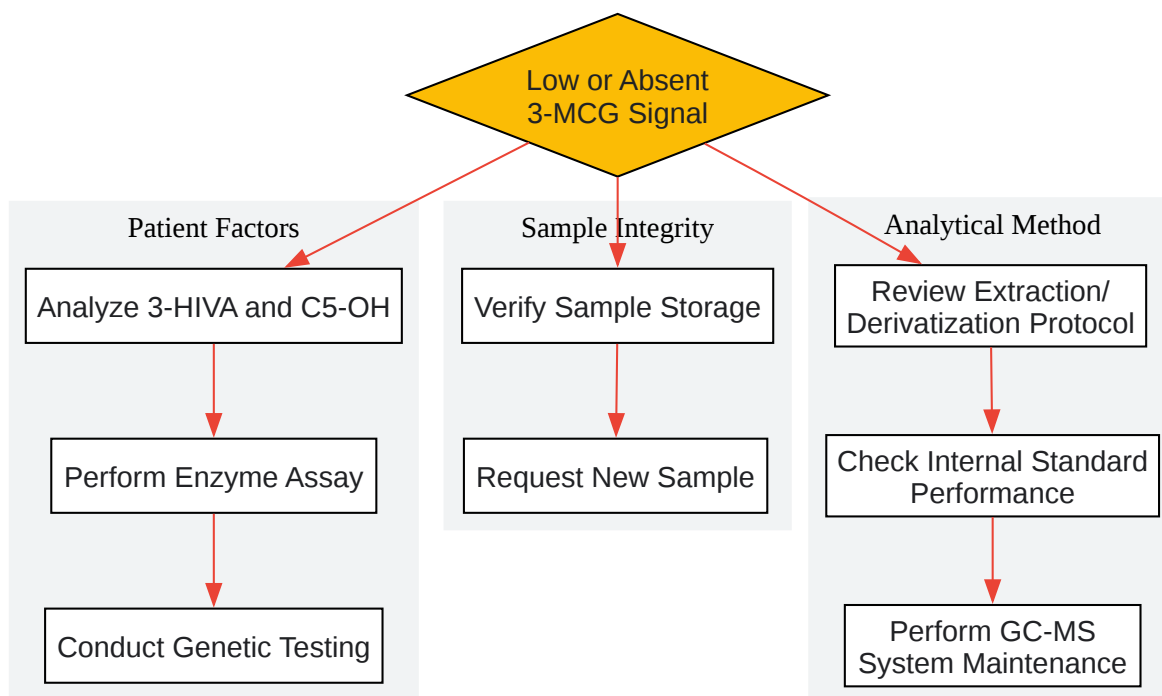 Low or Absent
3-MCG Signal
Patient Factors
Analyze 3-HIVA and C5-OH
Perform Enzyme Assay
Conduct Genetic Testing
Sample Integrity
Verify Sample Storage
Request New Sample
Analytical Method
Review Extraction/
Derivatization Protocol
Check Internal Standard
Performance
Perform GC-MS
System Maintenance